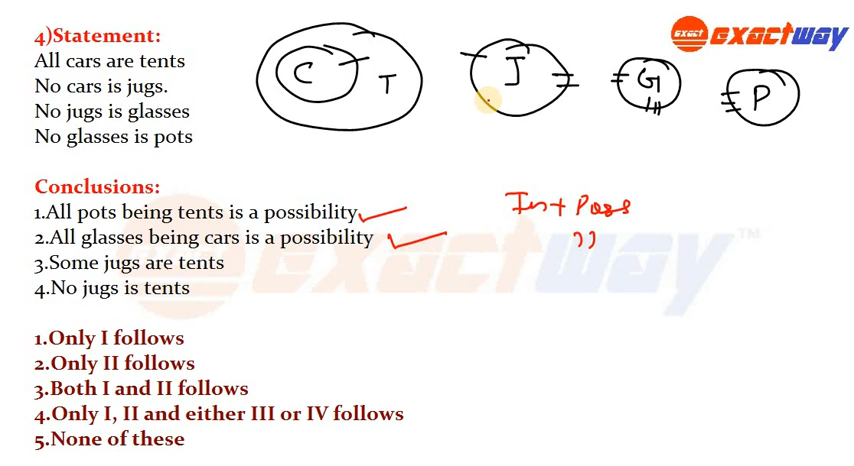 4)Statement:
All cars are tents
No cars is jugs.
No jugs is glasses
No glasses is pots
C
T
J
G
P
EXACT
exactway
Conclusions:
1.All pots being tents is a possibility
2.All glasses being cars is a possibility
3.Some jugs are tents
4.No jugs is tents
Int Poss
))
exactway™
1.Only I follows
2.Only II follows
3.Both I and II follows
4.Only I, II and either III or IV follows
5.None of these